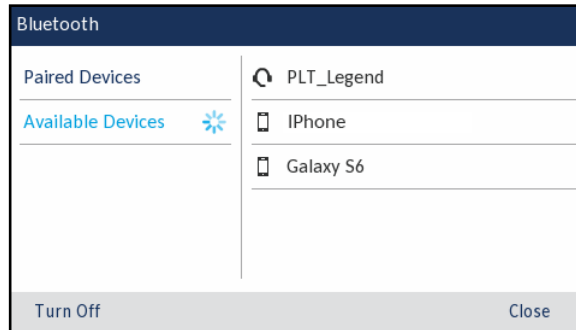 Bluetooth
Paired Devices
Available Devices
PLT_Legend
IPhone
Galaxy S6
Turn Off
Close